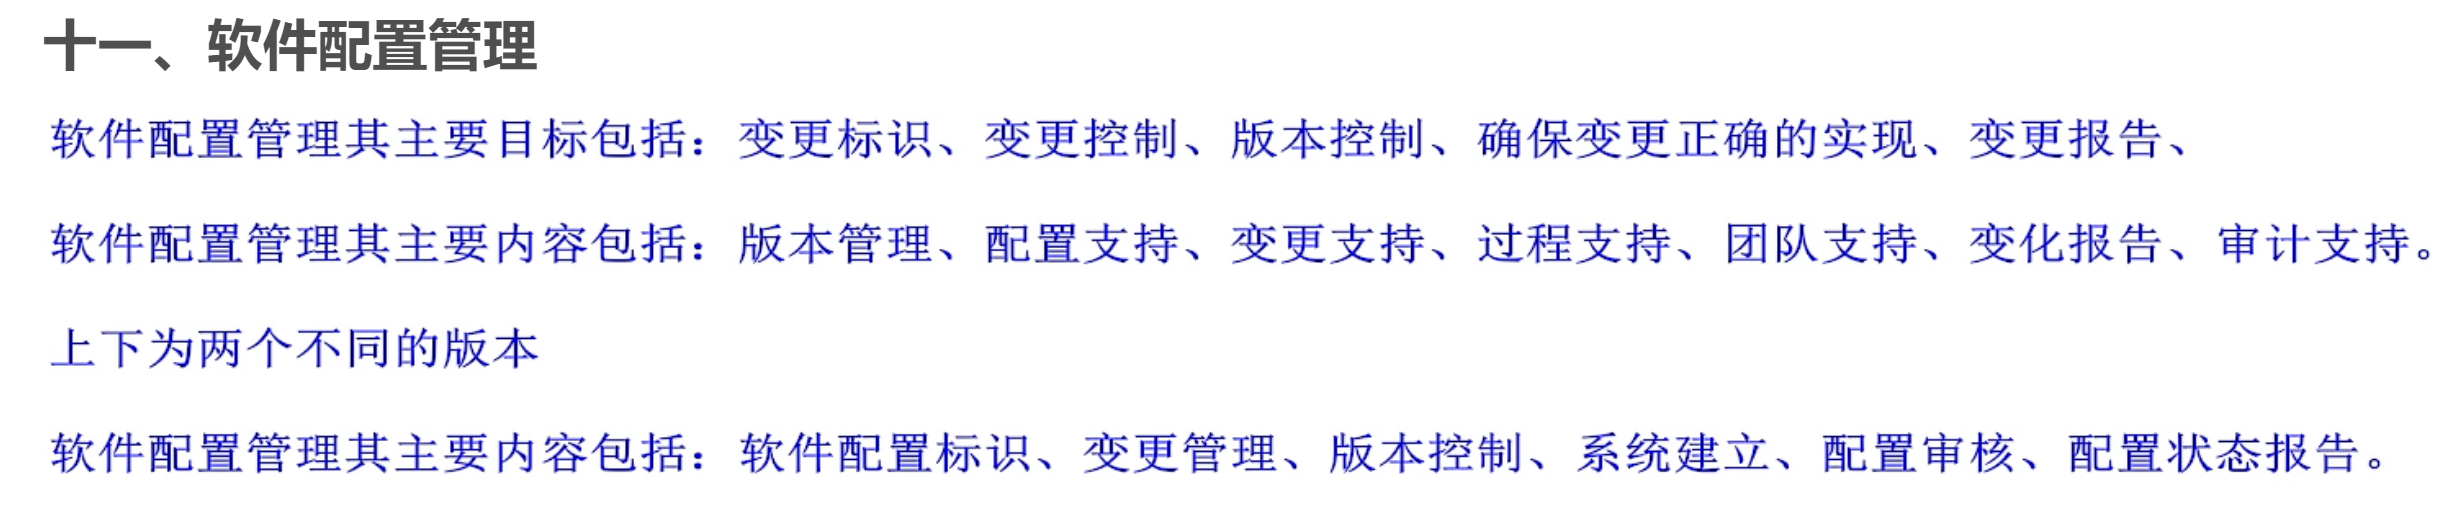 十一、软件配置管理
软件配置管理其主要目标包括：变更标识、变更控制、版本控制、确保变更正确的实现、变更报告、
软件配置管理其主要内容包括：版本管理、配置支持、变更支持、过程支持、团队支持、变化报告、审计支持。
上下为两个不同的版本
软件配置管理其主要内容包括：软件配置标识、变更管理、版本控制、系统建立、配置审核、配置状态报告。